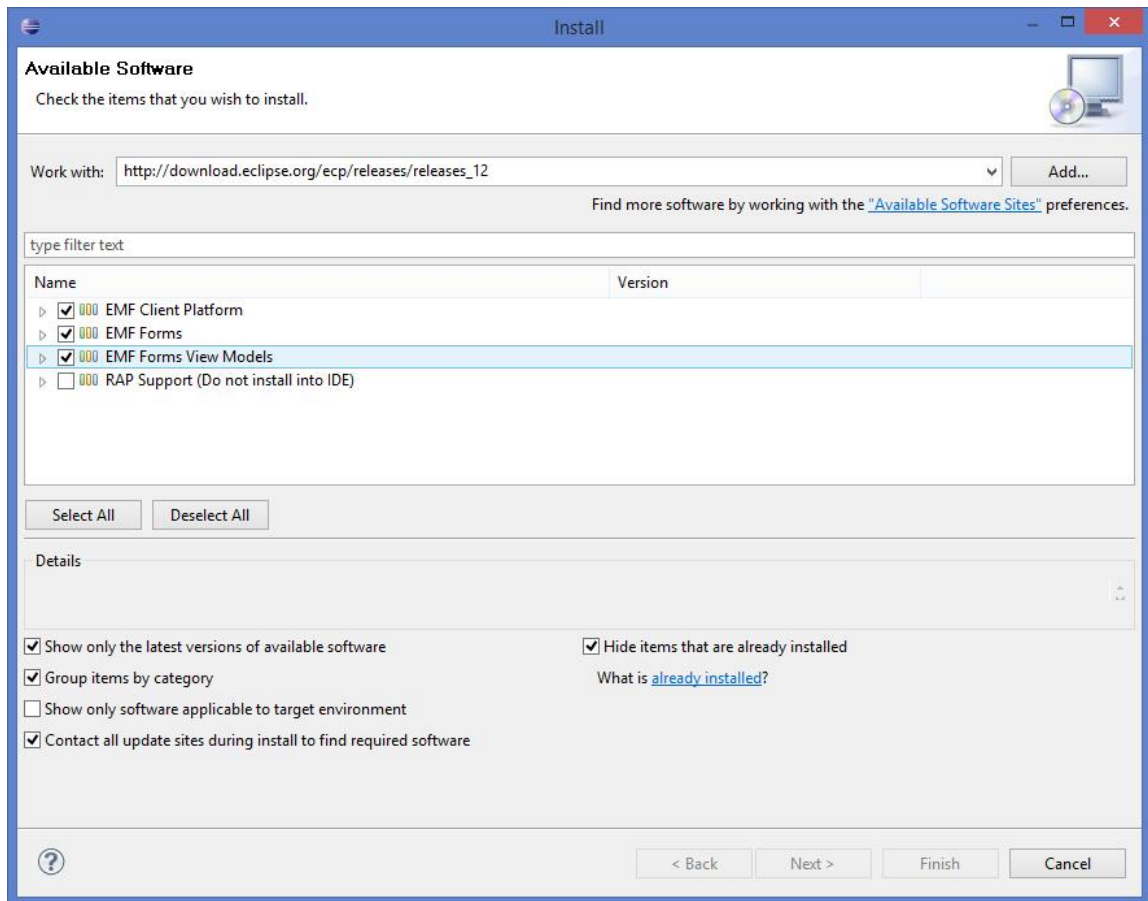 Install
Available Software
Check the items that you wish to install.
Work with: http://download.eclipse.org/ecp/releases/releases_12 Add...
Find more software by working with the "Available Software Sites" preferences.
type filter text
Name Version
EMF Client Platform
EMF Forms
EMF Forms View Models
RAP Support (Do not install into IDE)
Select All Deselect All
Details
Show only the latest versions of available software Hide items that are already installed
Group items by category What is already installed?
Show only software applicable to target environment
Contact all update sites during install to find required software
? < Back Next > Finish Cancel